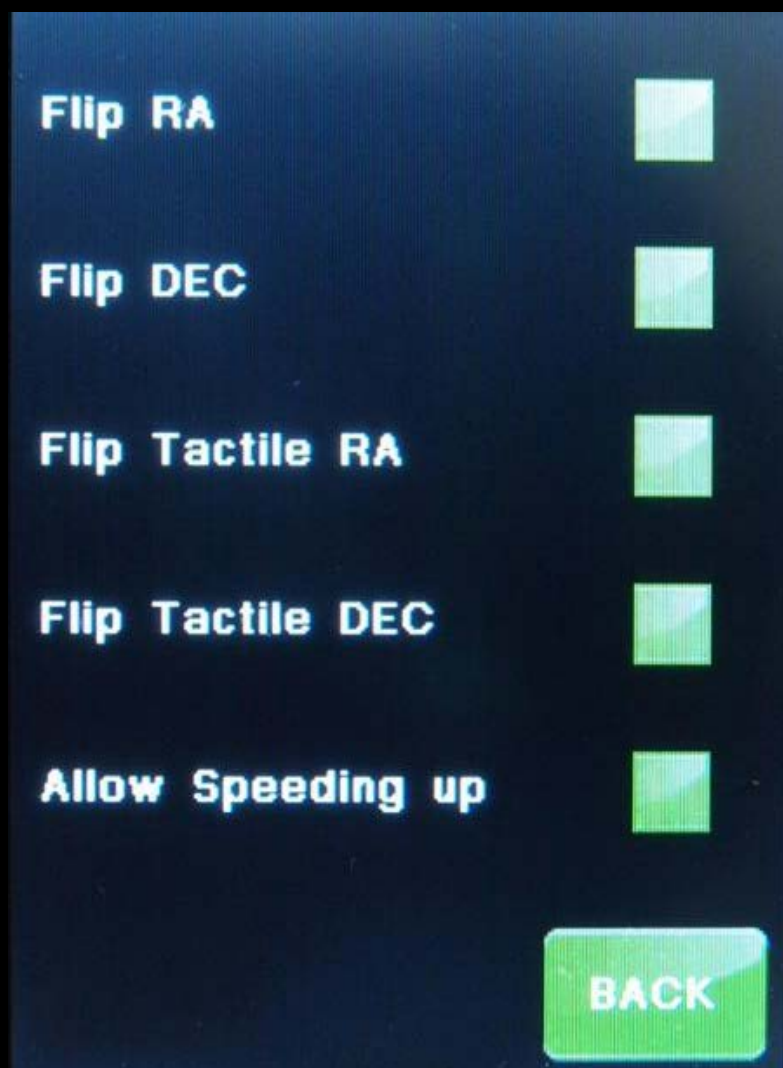 Flip RA
Flip DEC
Flip Tactile RA
Flip Tactile DEC
Allow Speeding up
BACK